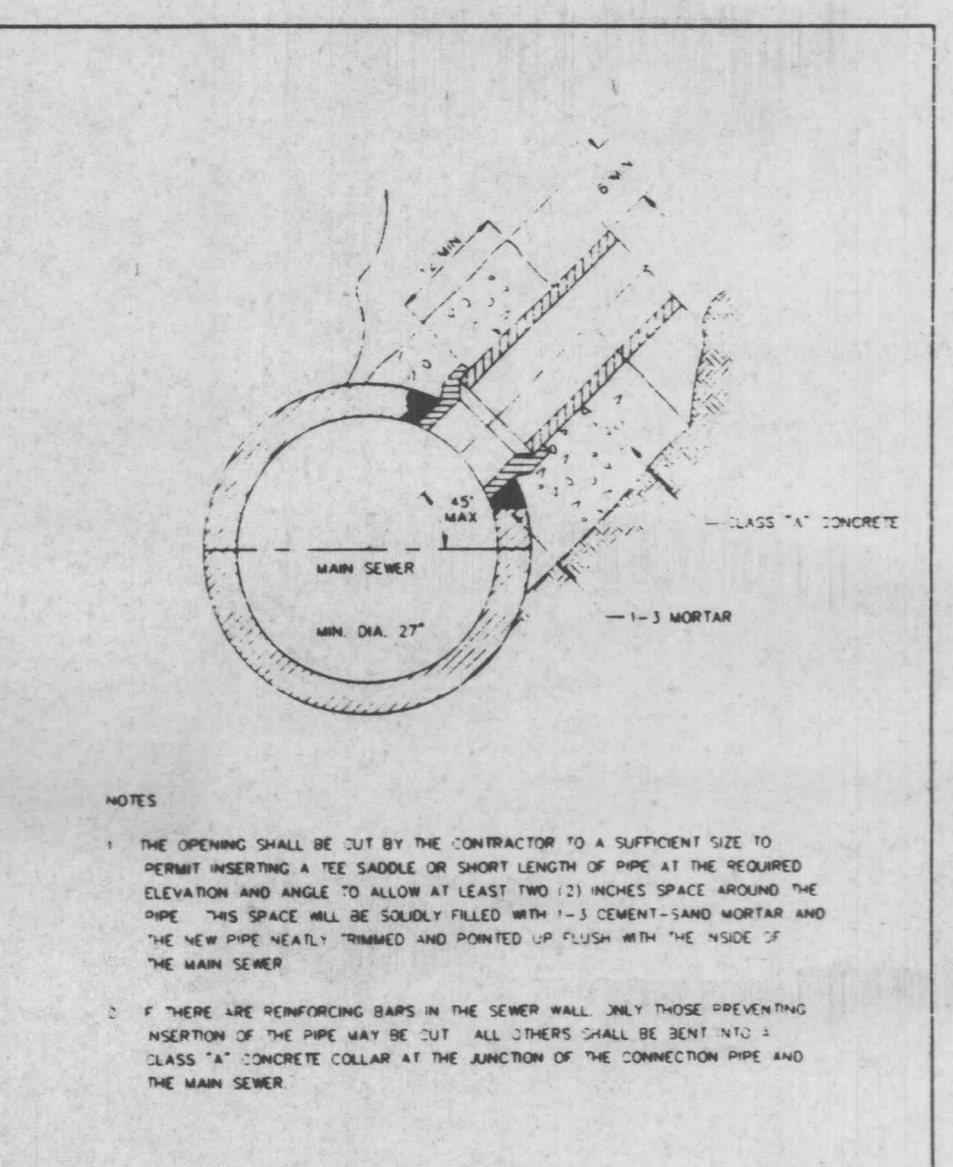 6" MIN
12" MIN
45° MAX
MAIN SEWER
MIN. DIA. 27"
CLASS "A" CONCRETE
1-3 MORTAR
NOTES
1 THE OPENING SHALL BE CUT BY THE CONTRACTOR TO A SUFFICIENT SIZE TO
PERMIT INSERTING A TEE SADDLE OR SHORT LENGTH OF PIPE AT THE REQUIRED
ELEVATION AND ANGLE TO ALLOW AT LEAST TWO (2) INCHES SPACE AROUND THE
PIPE THIS SPACE WILL BE SOLIDLY FILLED WITH 1-3 CEMENT-SAND MORTAR AND
THE NEW PIPE NEATLY TRIMMED AND POINTED UP FLUSH WITH THE INSIDE OF
THE MAIN SEWER
2 IF THERE ARE REINFORCING BARS IN THE SEWER WALL, ONLY THOSE PREVENTING
INSERTION OF THE PIPE MAY BE CUT ALL OTHERS SHALL BE BENT INTO A
CLASS "A" CONCRETE COLLAR AT THE JUNCTION OF THE CONNECTION PIPE AND
THE MAIN SEWER.